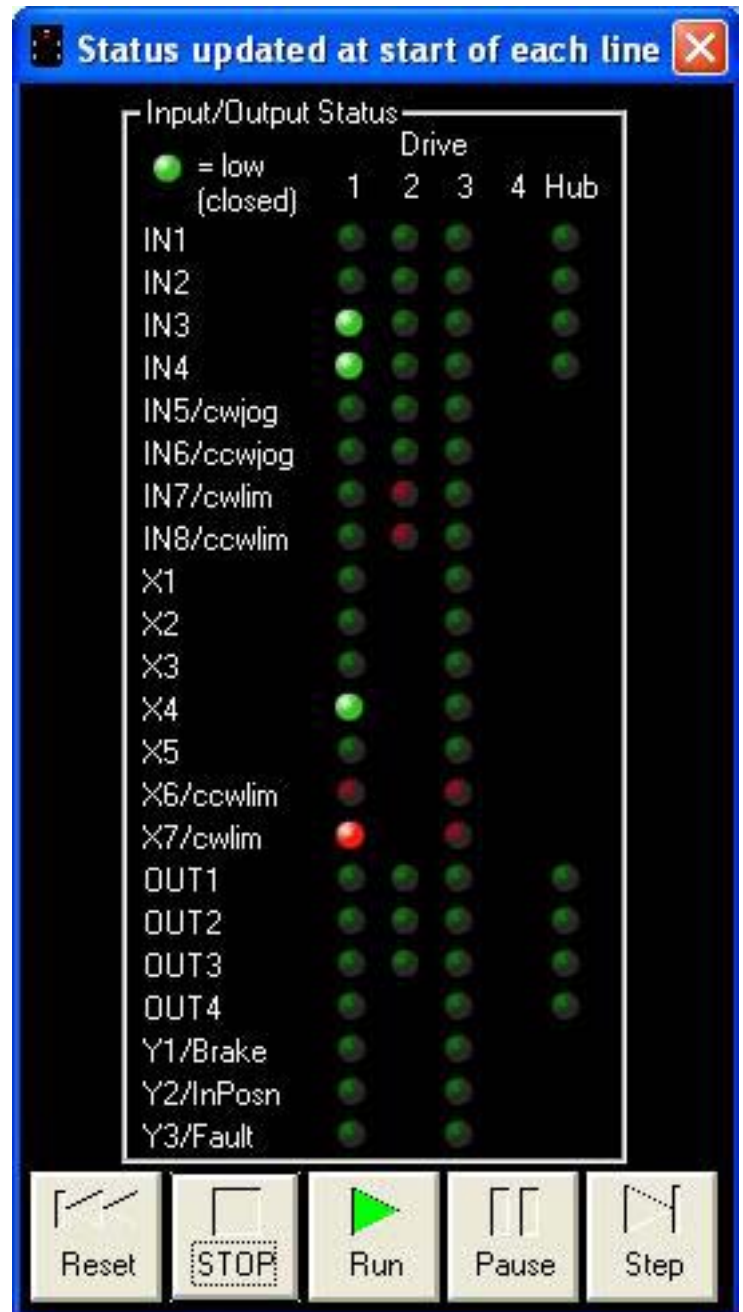 Status updated at start of each line
Input/Output Status
Drive
= low
(closed)
1 2 3 4 Hub
IN1
IN2
IN3
IN4
IN5/cwjog
IN6/ccwjog
IN7/cwlim
IN8/ccwlim
X1
X2
X3
X4
X5
X6/ccwlim
X7/cwlim
OUT1
OUT2
OUT3
OUT4
Y1/Brake
Y2/InPosn
Y3/Fault
Reset STOP Run Pause Step